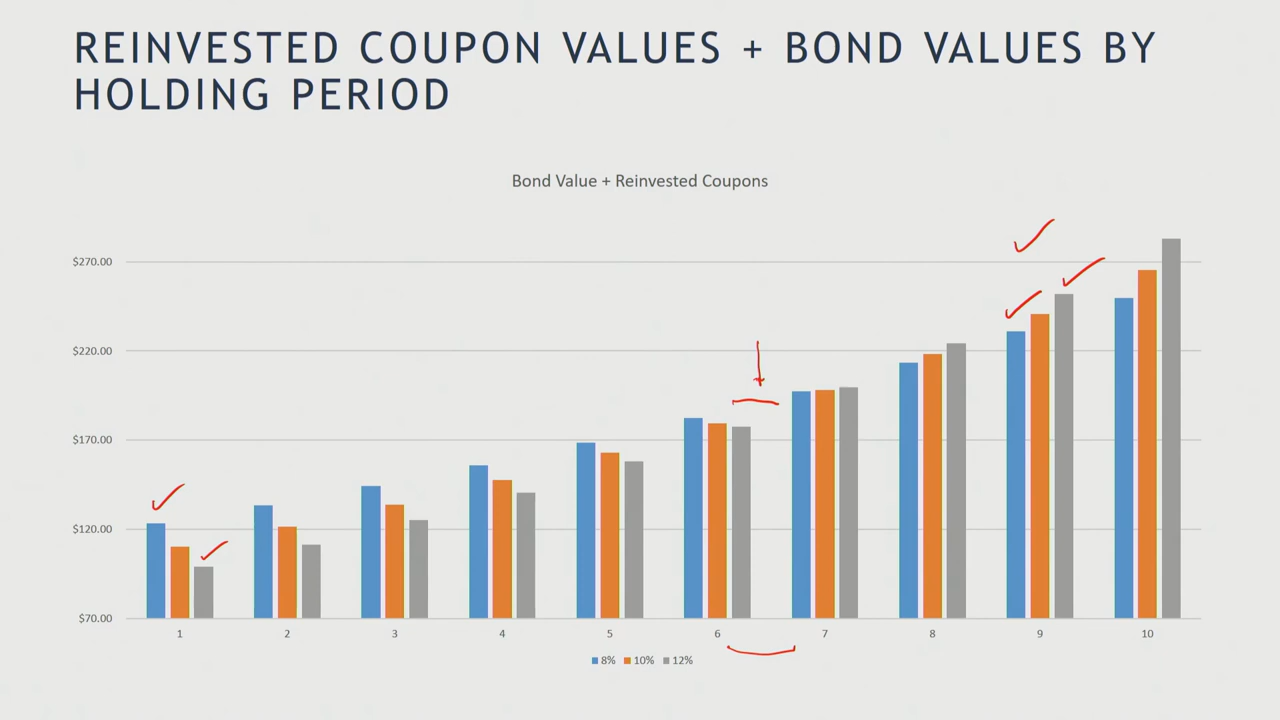 REINVESTED COUPON VALUES + BOND VALUES BY
HOLDING PERIOD
Bond Value + Reinvested Coupons
$270.00
$220.00
$170.00
$120.00
$70.00
1 2 3 4 5 6 7 8 9 10
8% 10% 12%